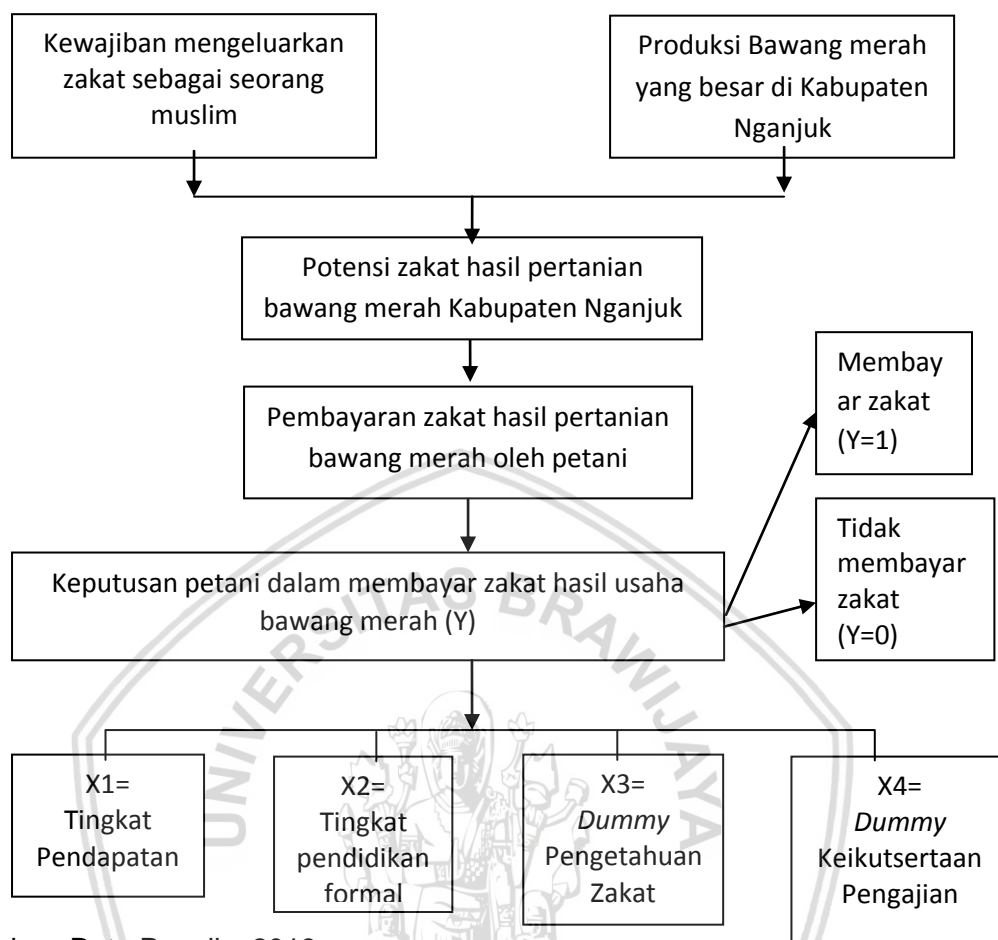 Kewajiban mengeluarkan
zakat sebagai seorang
muslim
Produksi Bawang merah
yang besar di Kabupaten
Nganjuk
Potensi zakat hasil pertanian
bawang merah Kabupaten Nganjuk
Pembayaran zakat hasil pertanian
bawang merah oleh petani
Membay
ar zakat
(Y=1)
Tidak
membayar
zakat
(Y=0)
Keputusan petani dalam membayar zakat hasil usaha
bawang merah (Y)
X1=
Tingkat
Pendapatan
X2=
Tingkat
pendidikan
formal
X3=
Dummy
Pengetahuan
Zakat
X4=
Dummy
Keikutsertaan
Pengajian
UNIVERSITAS BRAWIJAYA